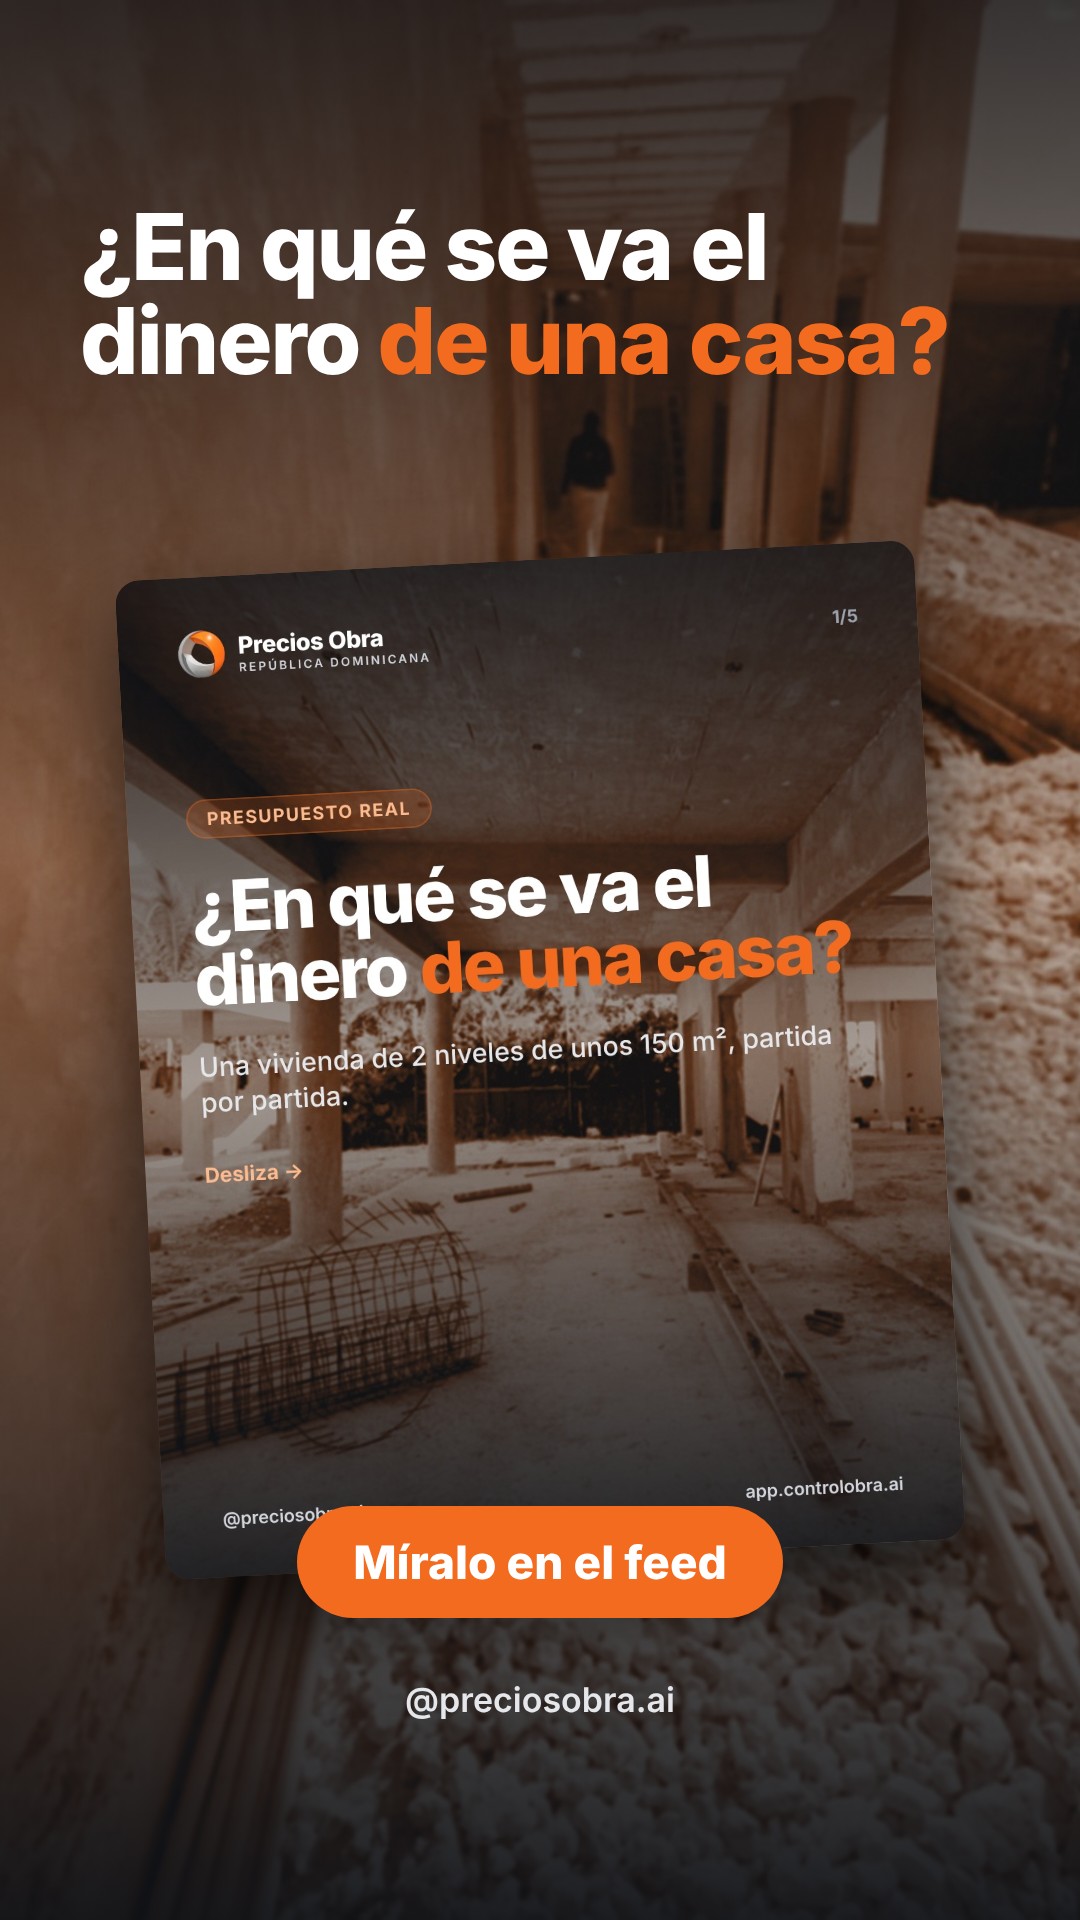 ¿En qué se va el
dinero de una casa?
Precios Obra
REPÚBLICA DOMINICANA
1/5
PRESUPUESTO REAL
¿En qué se va el
dinero de una casa?
Una vivienda de 2 niveles de unos 150 m², partida
por partida.
Desliza →
app.controlobra.ai
Míralo en el feed
@preciosobra.ai